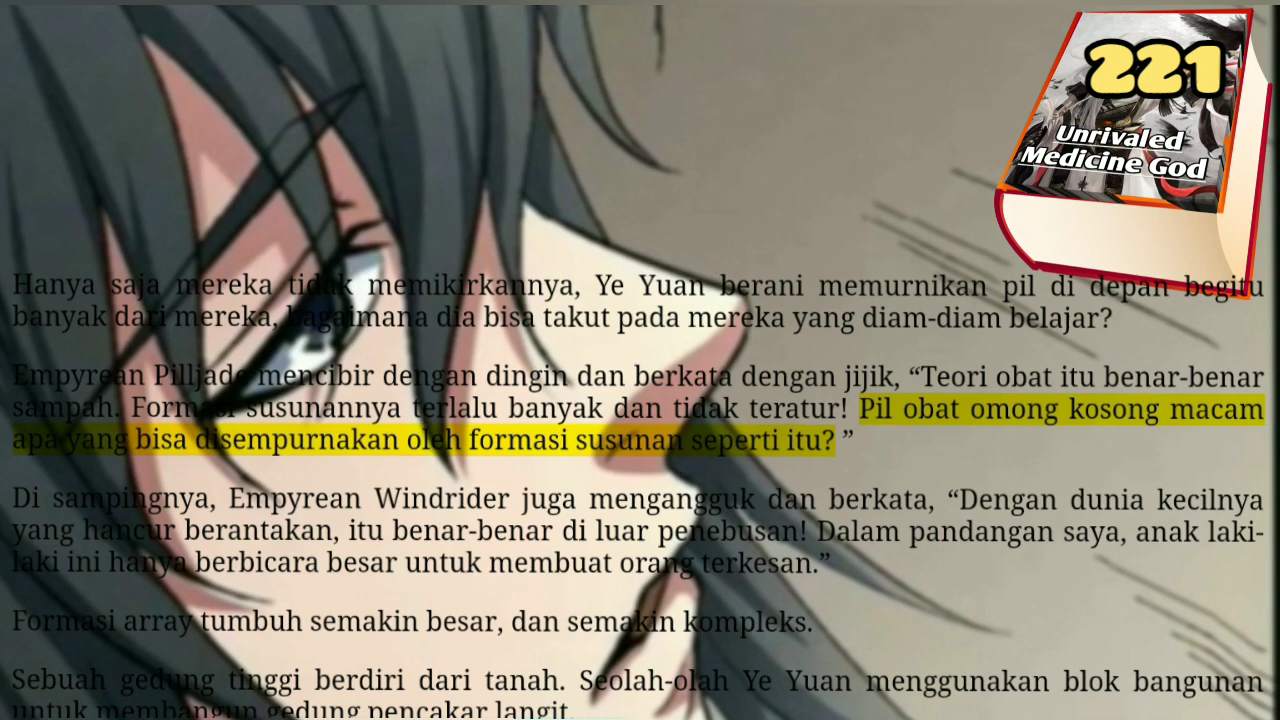 221
Unrivaled
Medicine God
Hanya saja mereka tidak memikirkannya, Ye Yuan berani memurnikan pil di depan begitu
banyak dari mereka, bagaimana dia bisa takut pada mereka yang diam-diam belajar?
Empyrean Pilljade mencibir dengan dingin dan berkata dengan jijik, “Teori obat itu benar-benar
sampah. Formasi susunannya terlalu banyak dan tidak teratur! Pil obat omong kosong macam
apa yang bisa disempurnakan oleh formasi susunan seperti itu? ”
Di sampingnya, Empyrean Windrider juga mengangguk dan berkata, “Dengan dunia kecilnya
yang hancur berantakan, itu benar-benar di luar penebusan! Dalam pandangan saya, anak laki-
laki ini hanya berbicara besar untuk membuat orang terkesan.”
Formasi array tumbuh semakin besar, dan semakin kompleks.
Sebuah gedung tinggi berdiri dari tanah. Seolah-olah Ye Yuan menggunakan blok bangunan
untuk membangun gedung pencakar langit.